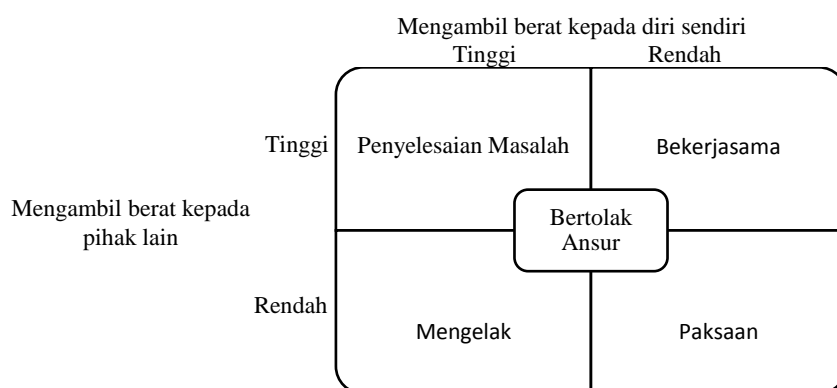 Mengambil berat kepada diri sendiri
Tinggi Rendah
Tinggi Penyelesaian Masalah Bekerjasama
Mengambil berat kepada
pihak lain
Bertolak
Ansur
Rendah
Mengelak Paksaan